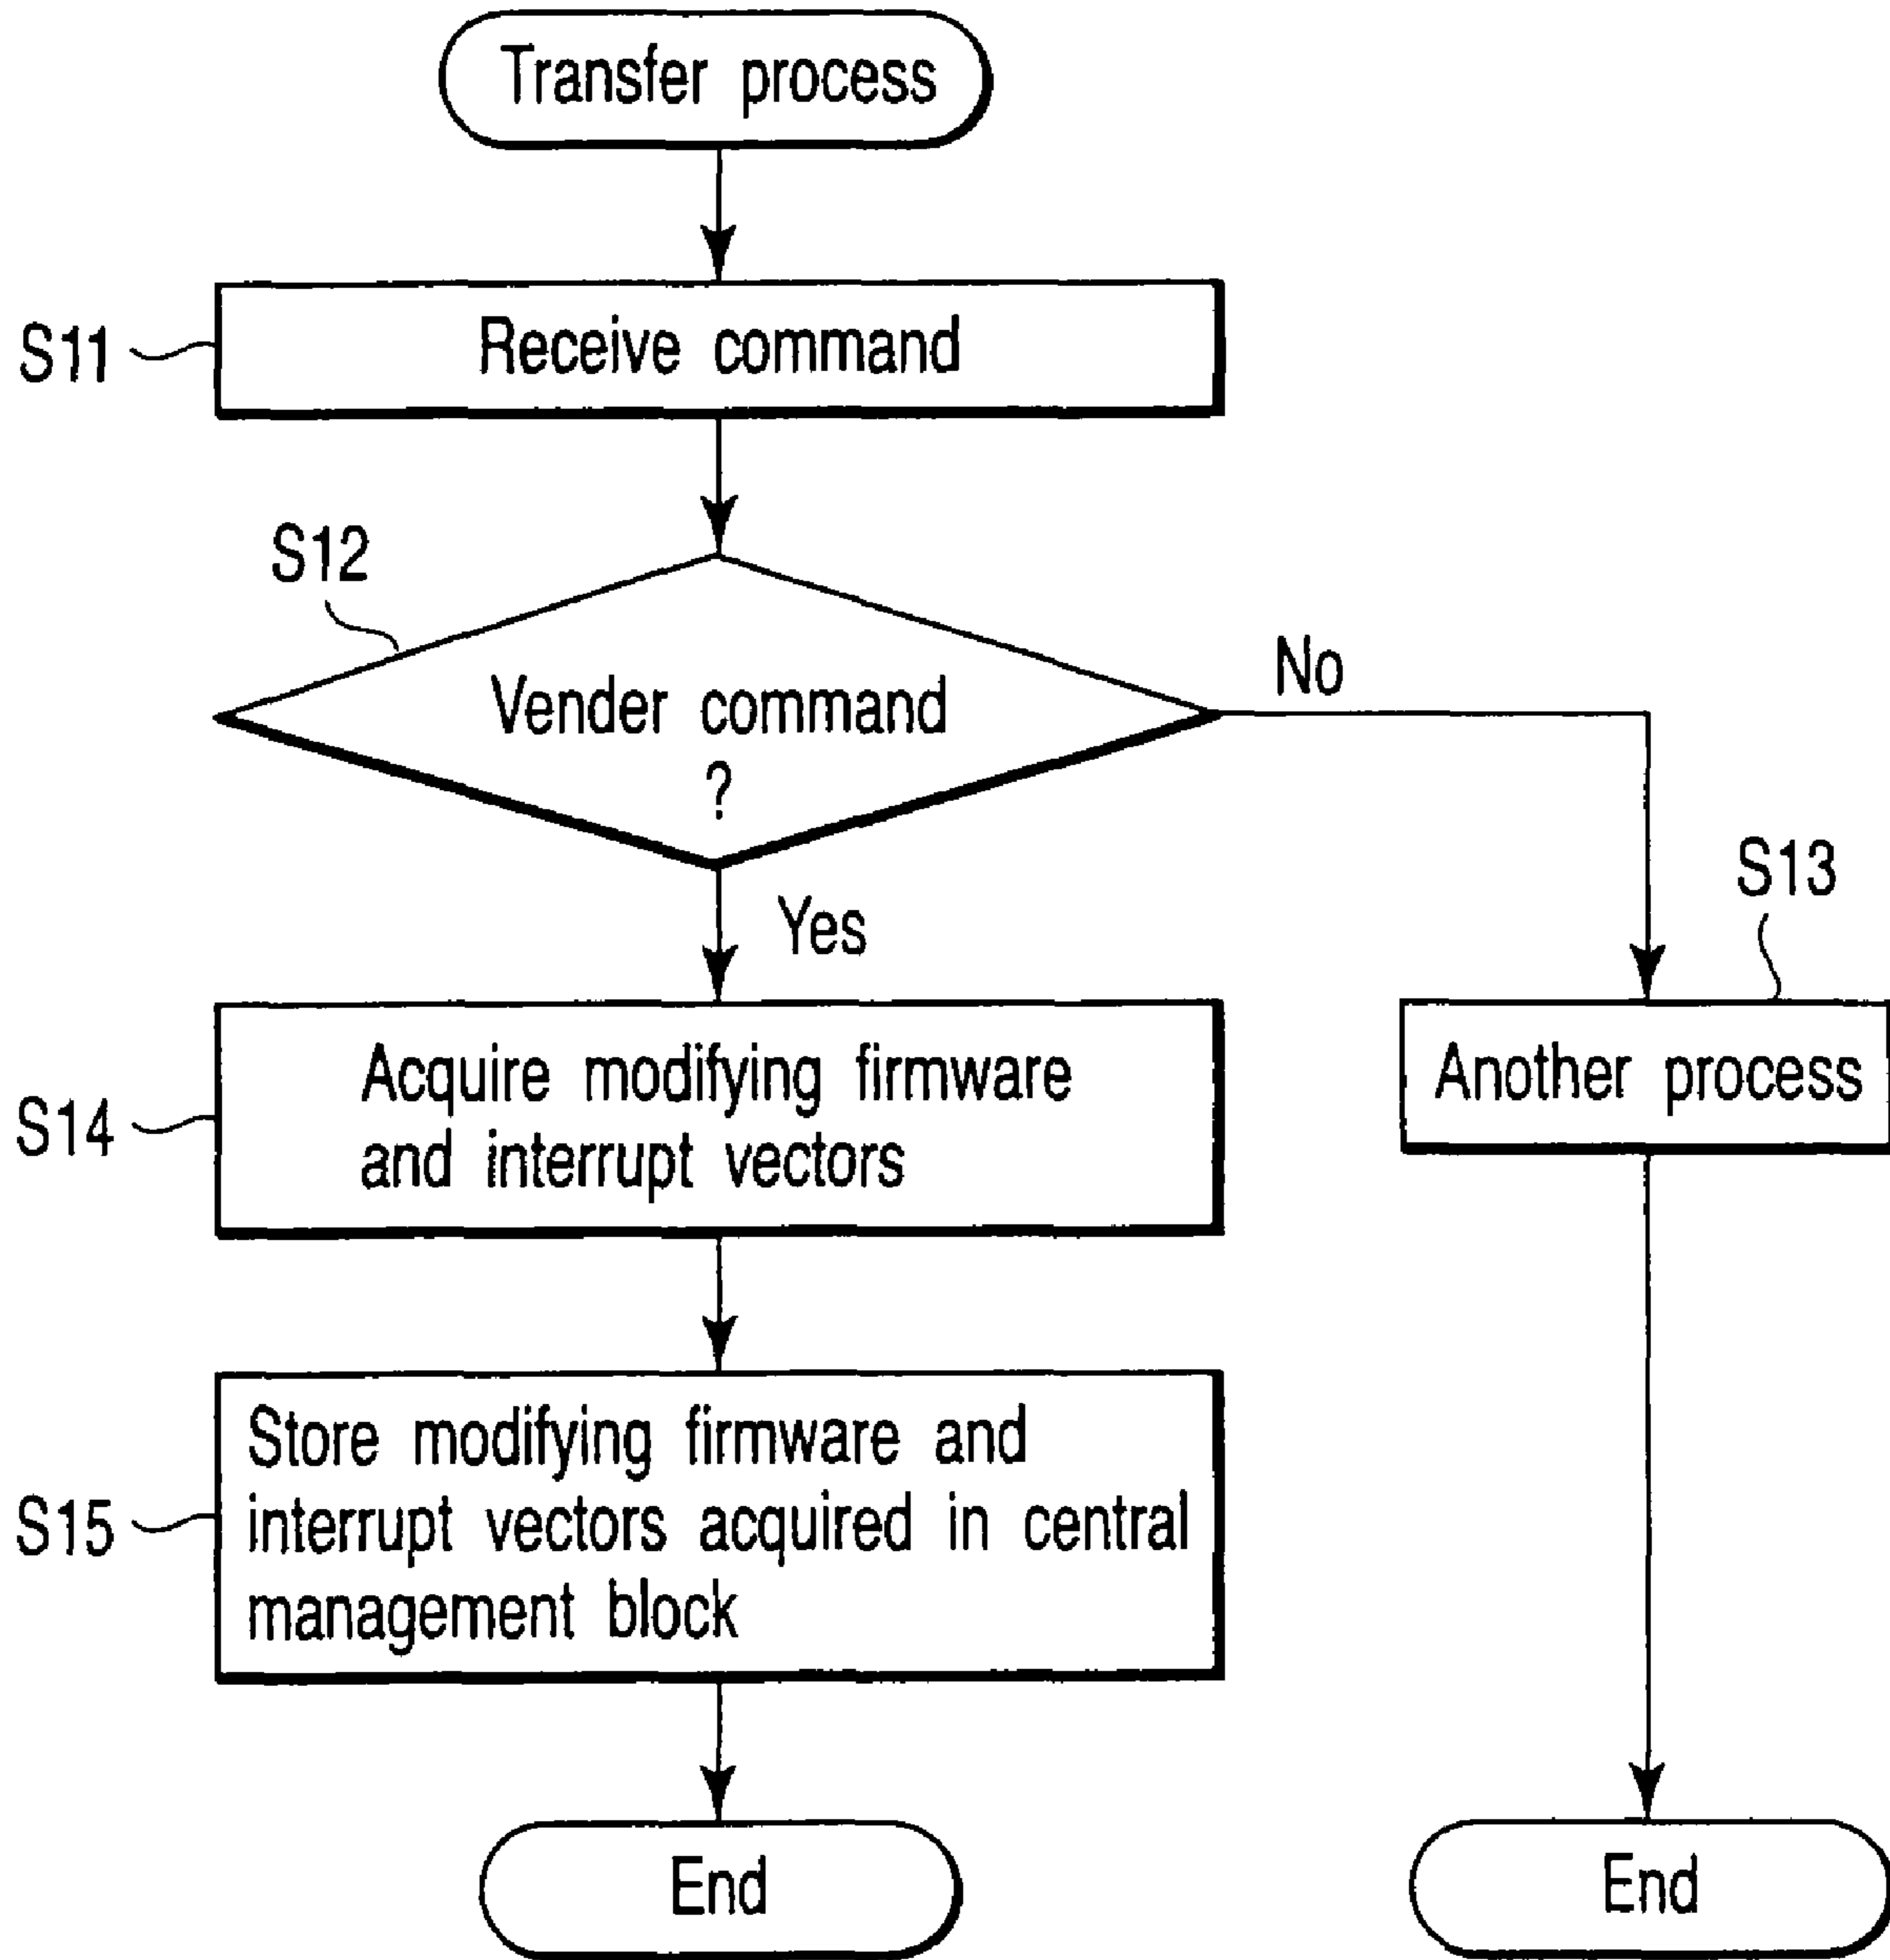 Transfer process
S11
Receive command
S12
Vender command
?
No
Yes
S13
S14
Acquire modifying firmware
and interrupt vectors
Another process
S15
Store modifying firmware and
interrupt vectors acquired in central
management block
End
End